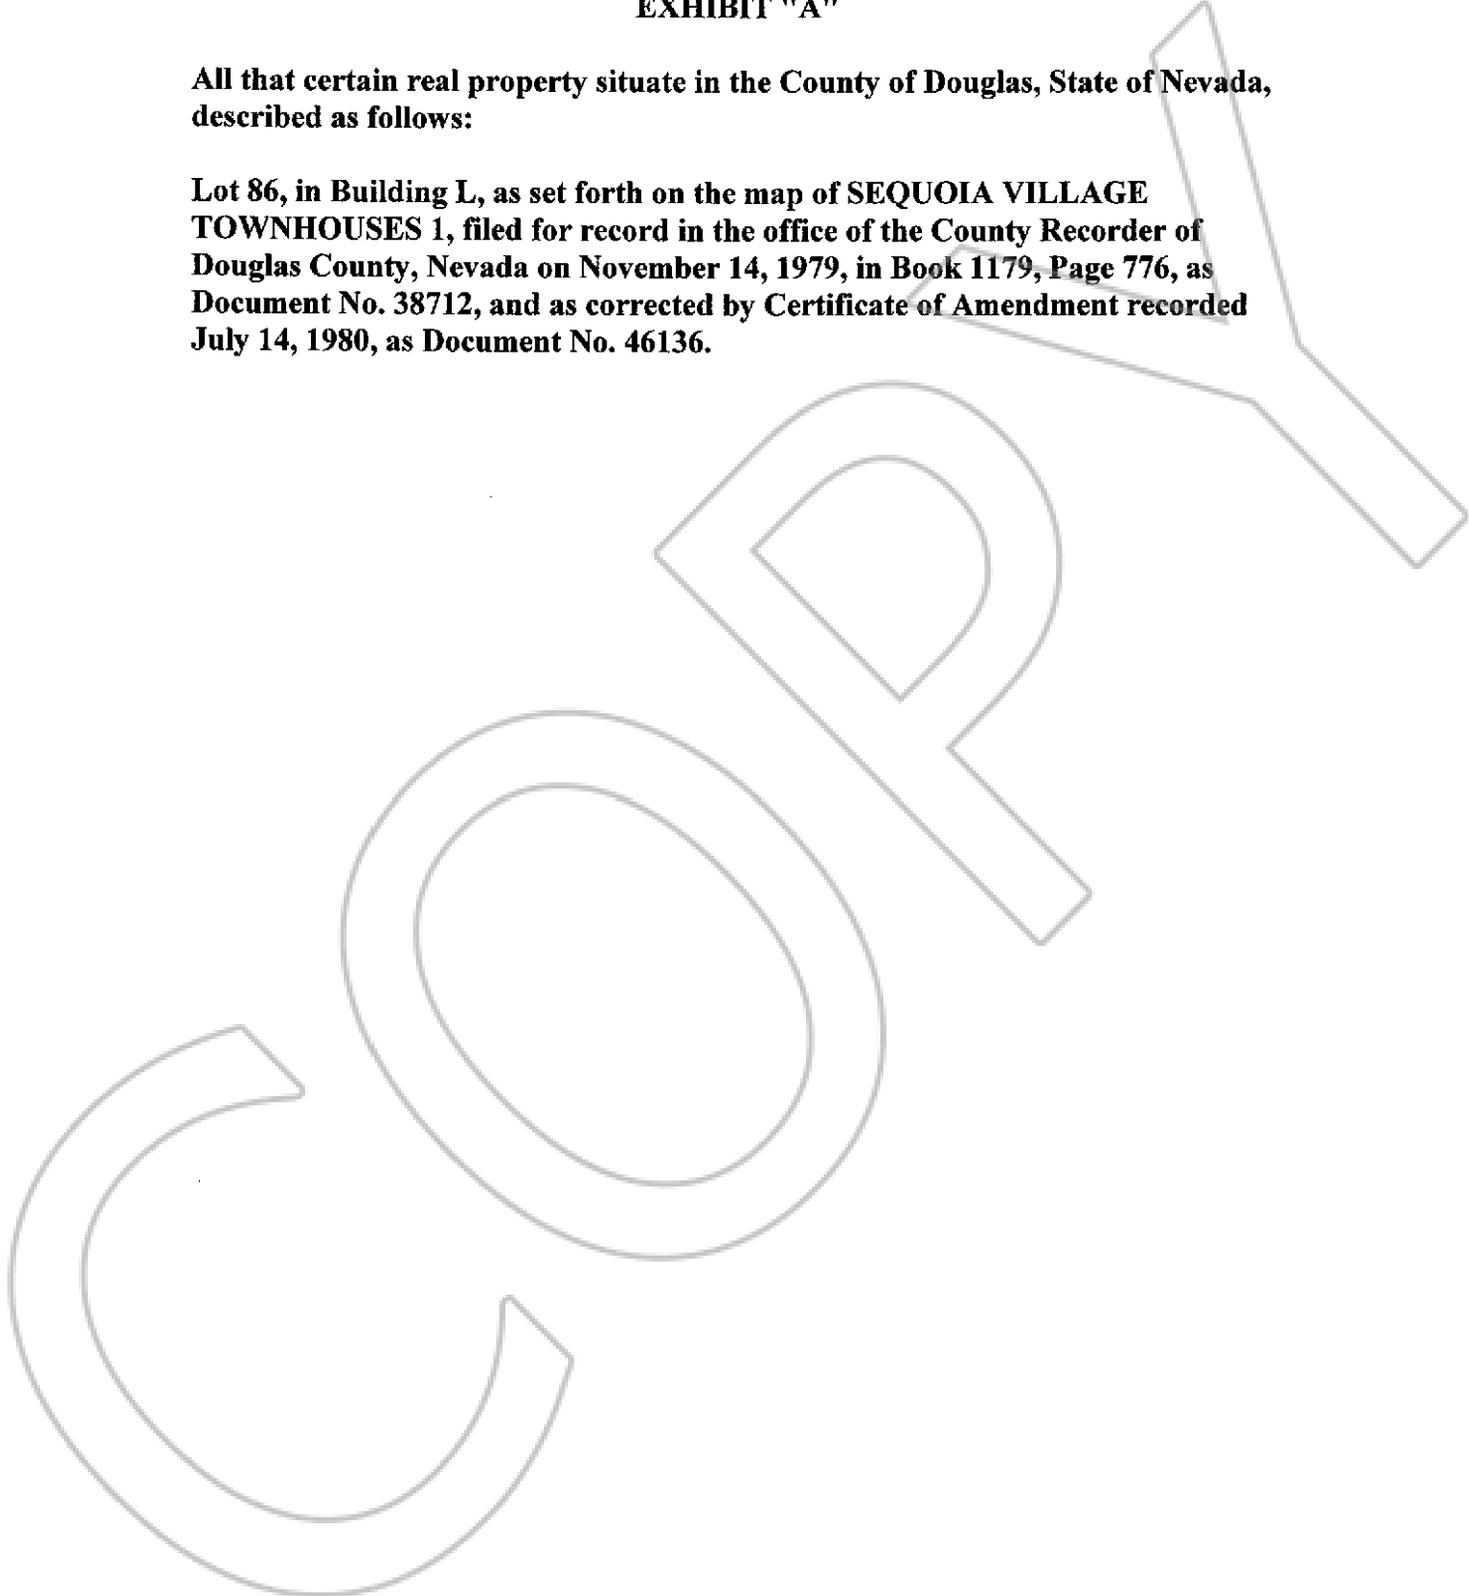 EXHIBIT "A"
All that certain real property situate in the County of Douglas, State of Nevada,
described as follows:
Lot 86, in Building L, as set forth on the map of SEQUOIA VILLAGE
TOWNHOUSES 1, filed for record in the office of the County Recorder of
Douglas County, Nevada on November 14, 1979, in Book 1179, Page 776, as
Document No. 38712, and as corrected by Certificate of Amendment recorded
July 14, 1980, as Document No. 46136.
COPY